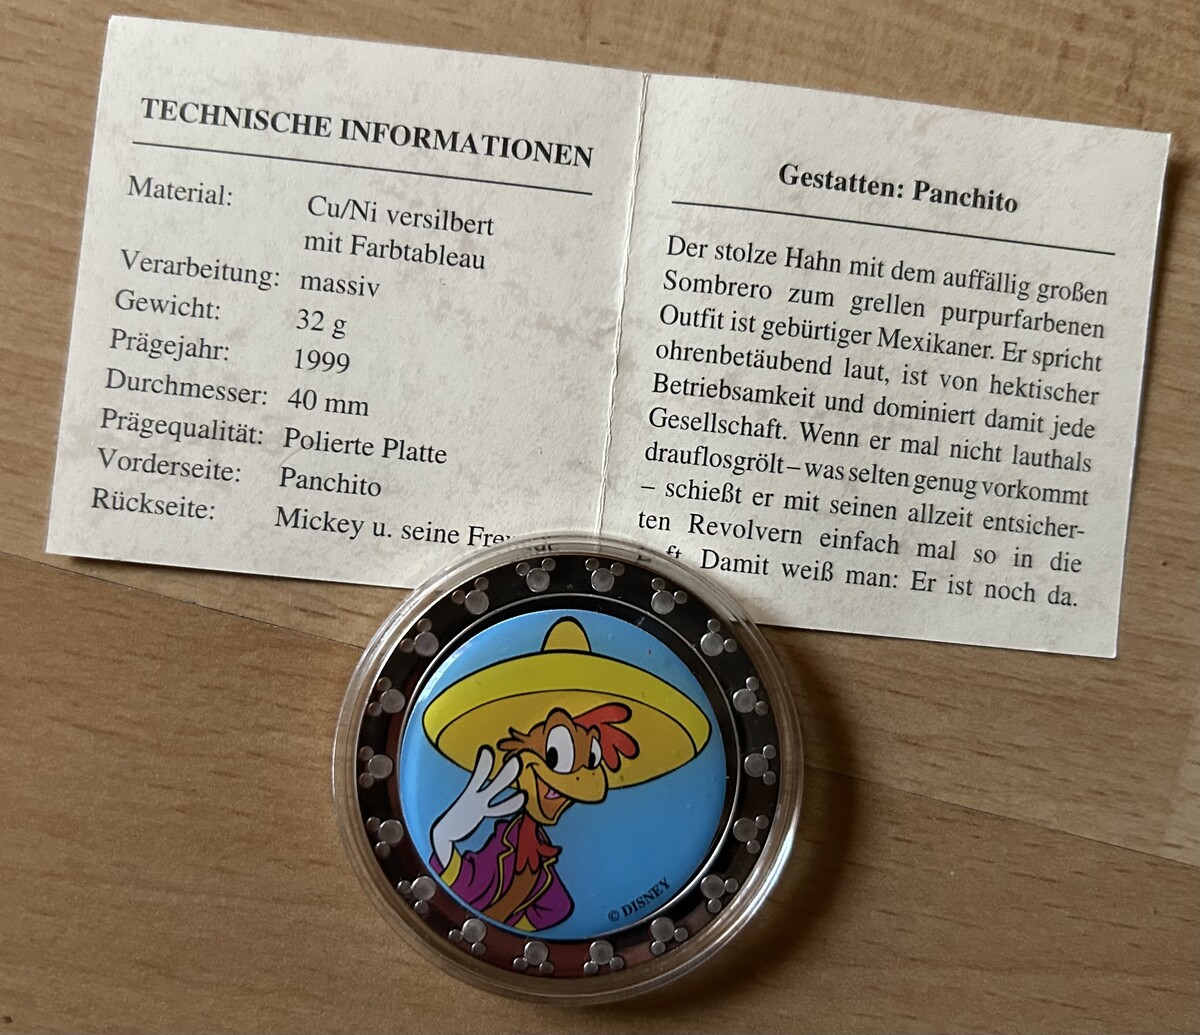 TECHNISCHE INFORMATIONEN
Material: Cu/Ni versilbert
mit Farbtableau
Verarbeitung: massiv
Gewicht: 32 g
Prägejahr: 1999
Durchmesser: 40 mm
Prägequalität: Polierte Platte
Vorderseite: Panchito
Rückseite: Mickey u. seine
Gestatten: Panchito
Der stolze Hahn mit dem auffällig großen
Sombrero zum grellen purpurfarbenen
Outfit ist gebürtiger Mexikaner. Er spricht
ohrenbetäubend laut, ist von hektischer
Betriebsamkeit und dominiert damit jede
Gesellschaft. Wenn er mal nicht lauthals
drauflosgrölt – was selten genug vorkommt
– schießt er mit seinen allzeit entsicher-
ten Revolvern einfach mal so in die
Damit weiß man: Er ist noch da.
© DISNEY